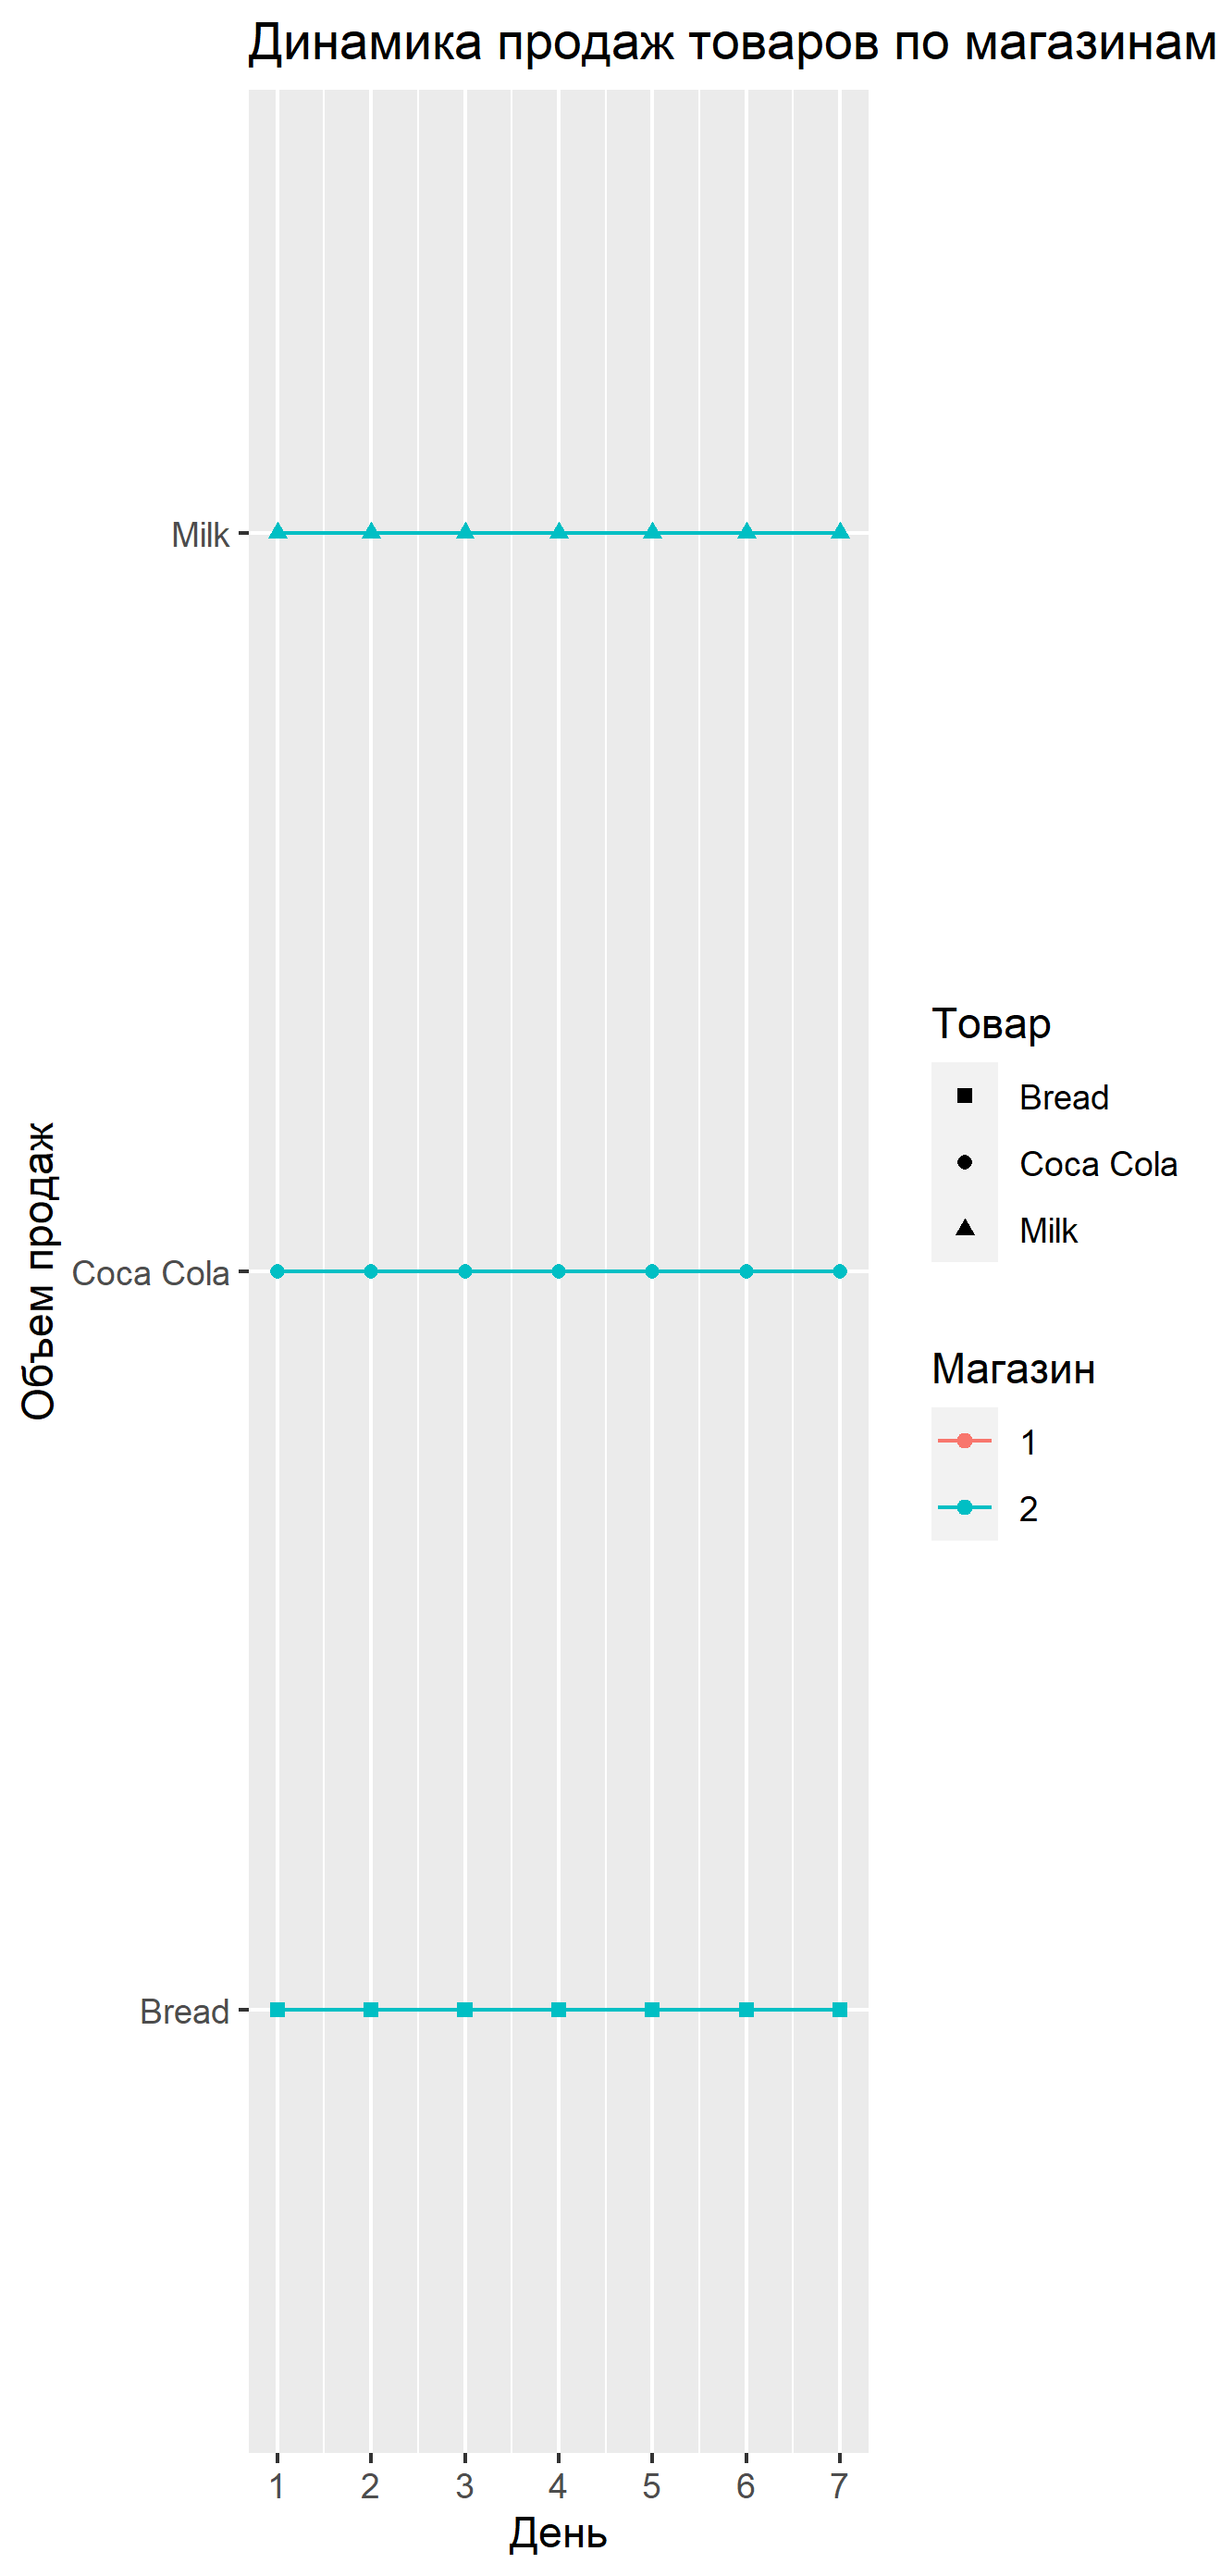 Динамика продаж товаров по магазинам
Объем продаж
Milk
Coca Cola
Bread
1 2 3 4 5 6 7
День
Товар
Bread
Coca Cola
Milk
Магазин
1
2